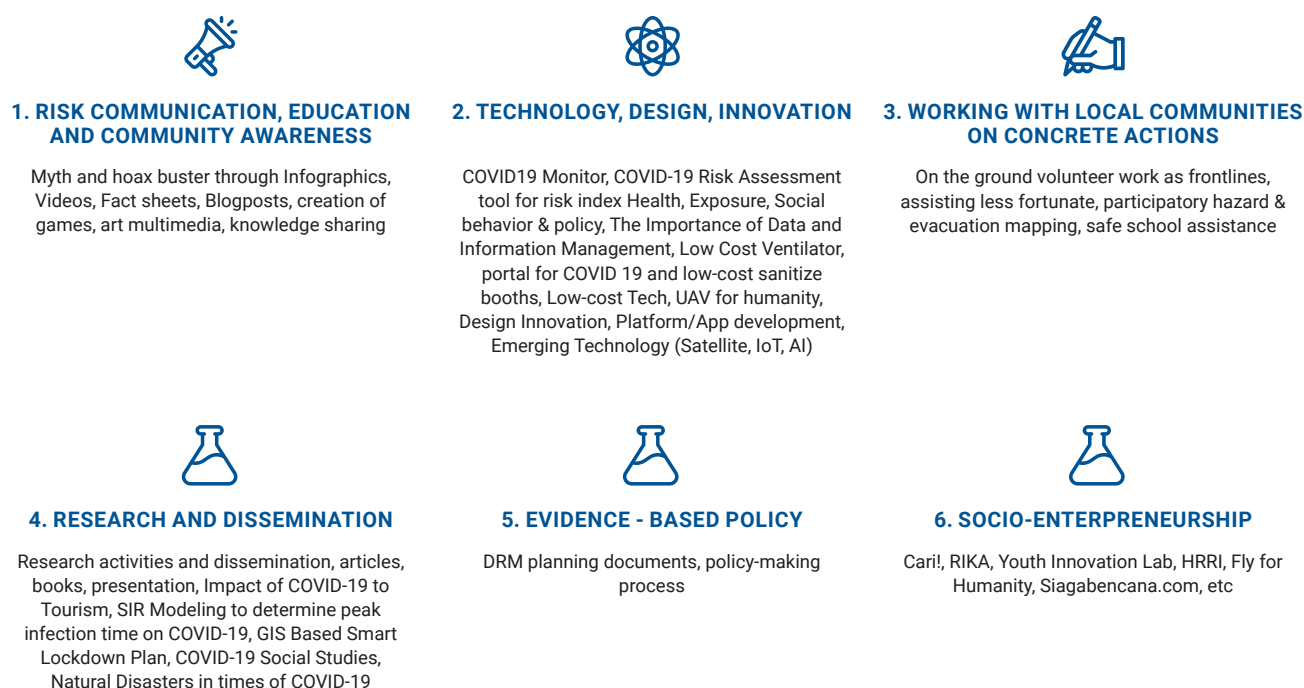 1. RISK COMMUNICATION, EDUCATION
AND COMMUNITY AWARENESS
Myth and hoax buster through Infographics,
Videos, Fact sheets, Blogposts, creation of
games, art multimedia, knowledge sharing
2. TECHNOLOGY, DESIGN, INNOVATION
COVID19 Monitor, COVID-19 Risk Assessment
tool for risk index Health, Exposure, Social
behavior & policy, The Importance of Data and
Information Management, Low Cost Ventilator,
portal for COVID 19 and low-cost sanitize
booths, Low-cost Tech, UAV for humanity,
Design Innovation, Platform/App development,
Emerging Technology (Satellite, IoT, AI)
3. WORKING WITH LOCAL COMMUNITIES
ON CONCRETE ACTIONS
On the ground volunteer work as frontlines,
assisting less fortunate, participatory hazard &
evacuation mapping, safe school assistance
4. RESEARCH AND DISSEMINATION
Research activities and dissemination, articles,
books, presentation, Impact of COVID-19 to
Tourism, SIR Modeling to determine peak
infection time on COVID-19, GIS Based Smart
Lockdown Plan, COVID-19 Social Studies,
Natural Disasters in times of COVID-19
5. EVIDENCE - BASED POLICY
DRM planning documents, policy-making
process
6. SOCIO-ENTERPRENEURSHIP
Cari!, RIKA, Youth Innovation Lab, HRRI, Fly for
Humanity, Siagabencana.com, etc